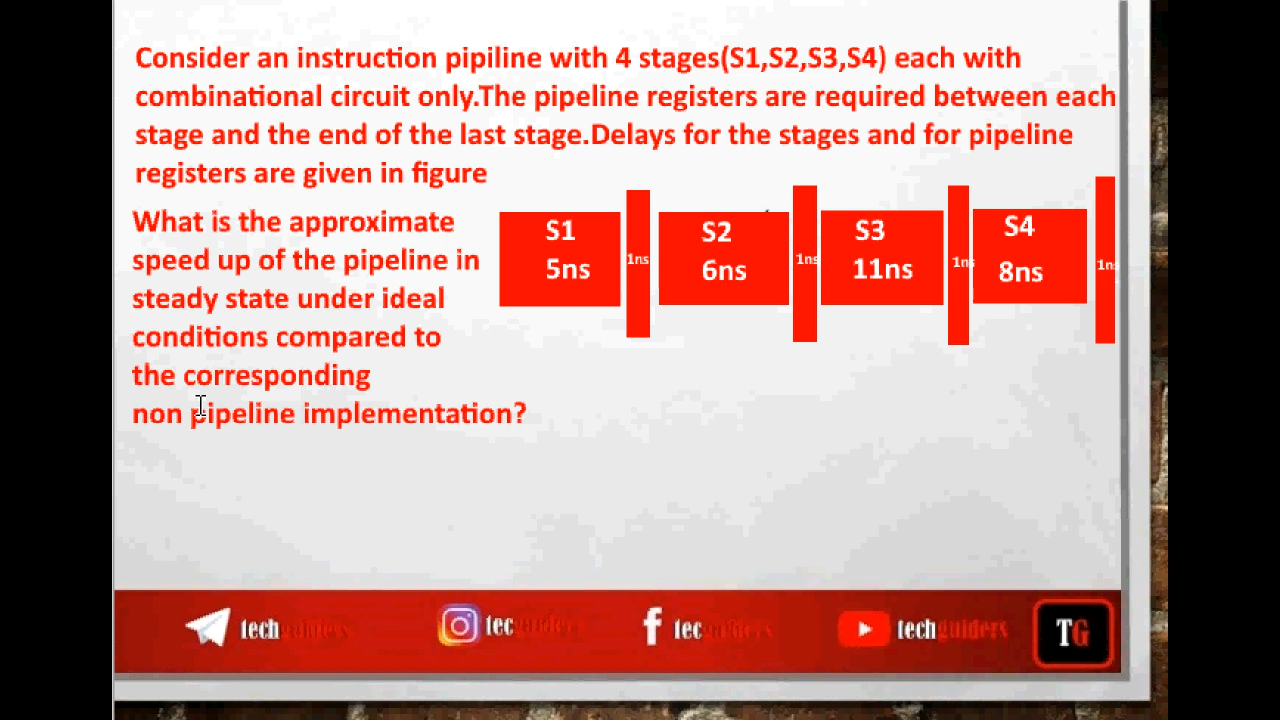 Consider an instruction pipiline with 4 stages(S1,S2,S3,S4) each with
combinational circuit only.The pipeline registers are required between each
stage and the end of the last stage.Delays for the stages and for pipeline
registers are given in figure
What is the approximate
speed up of the pipeline in
steady state under ideal
conditions compared to
the corresponding
non pipeline implementation?
S1
5ns
1ns
S2
6ns
1ns
S3
11ns
1ns
S4
8ns
1ns
techguiders
tecguiders
tecguiders
techguiders
TG